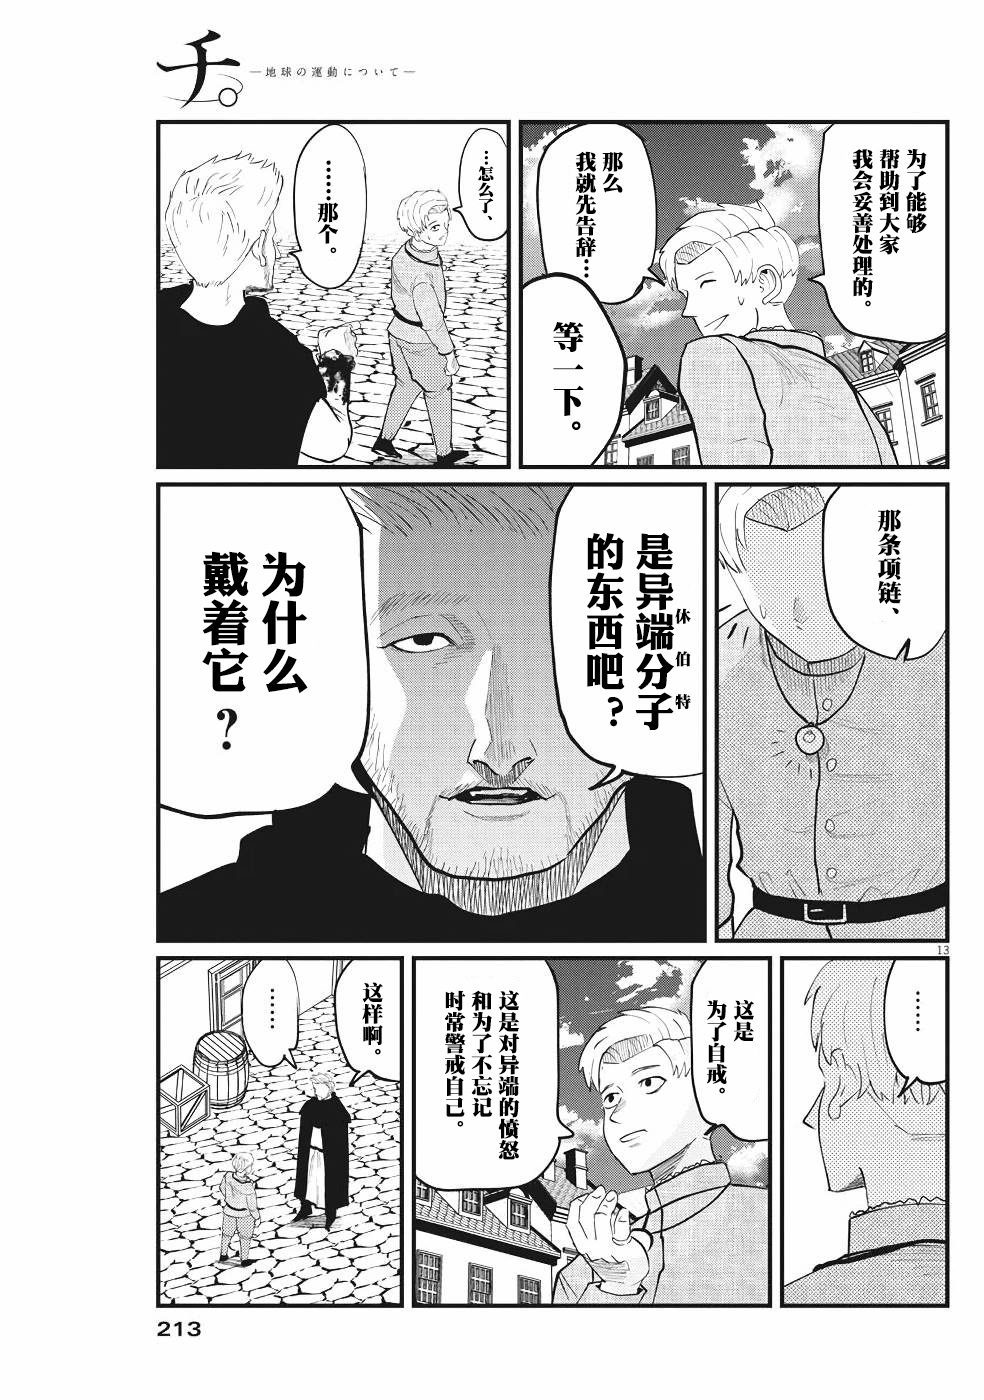 チ。
―地球の運動について―
为了能够
帮助到大家
我会妥善处理的。
那么
我就先告辞…
等一下。
…怎么了、
……那个。
那条项链、
是异端分子
休伯特
的东西吧?
为什么
戴着它?
13
……
这是
为了自戒。
这是对异端的愤怒
和为了不忘记
时常警戒自己。
这样啊。
……
213